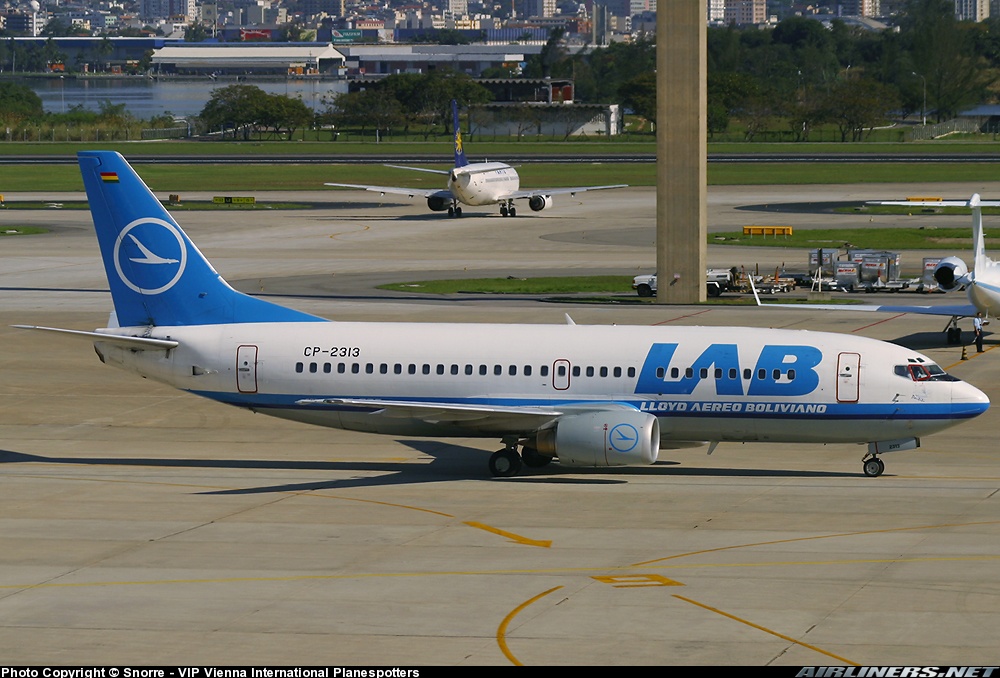 CP-2313
LAB
LLOYD AEREO BOLIVIANO
Photo Copyright © Snorre - VIP Vienna International Planespotters
AIRLINERS.NET